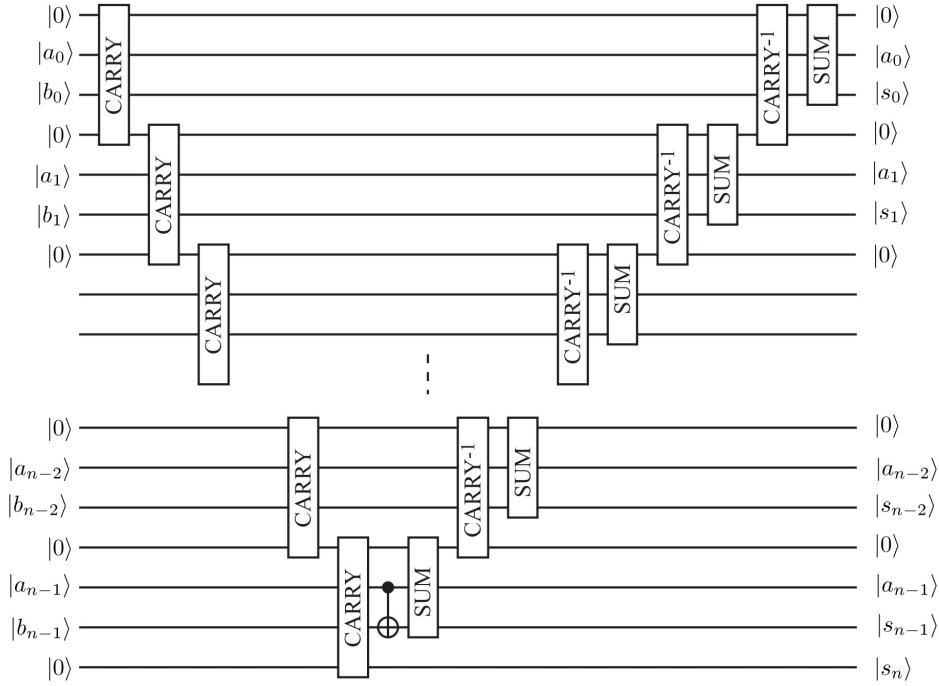 |0⟩ |0⟩
|a₀⟩ CARRY CARRY⁻¹ SUM |a₀⟩
|b₀⟩ |s₀⟩
|0⟩ |0⟩
|a₁⟩ CARRY CARRY⁻¹ SUM |a₁⟩
|b₁⟩ |s₁⟩
|0⟩ |0⟩
CARRY CARRY⁻¹ SUM
|0⟩ |0⟩
|aₙ₋₂⟩ CARRY CARRY⁻¹ SUM |aₙ₋₂⟩
|bₙ₋₂⟩ |sₙ₋₂⟩
|0⟩ |0⟩
|aₙ₋₁⟩ CARRY SUM |aₙ₋₁⟩
|bₙ₋₁⟩ |sₙ₋₁⟩
|0⟩ |sₙ⟩